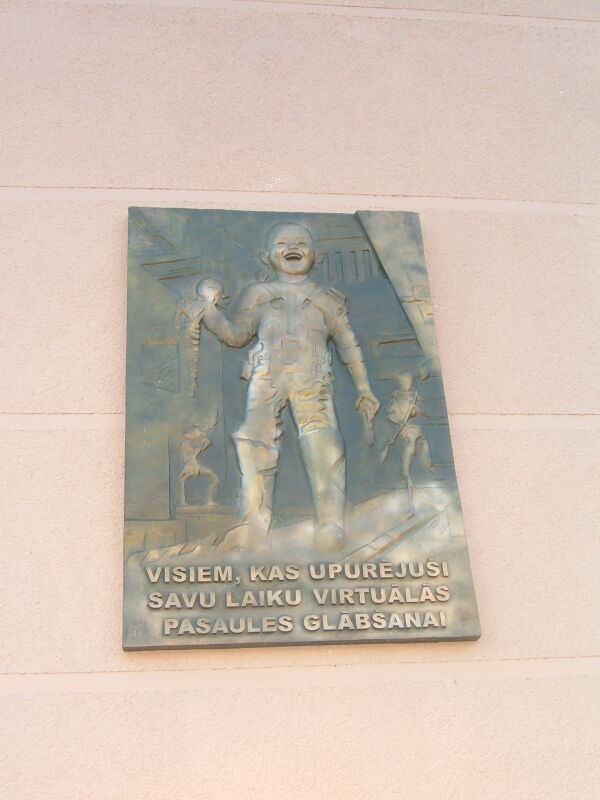 VISIEM, KAS UPURĒJUŠI
SAVU LAIKU VIRTUĀLĀS
PASAULES GLĀBŠANAI